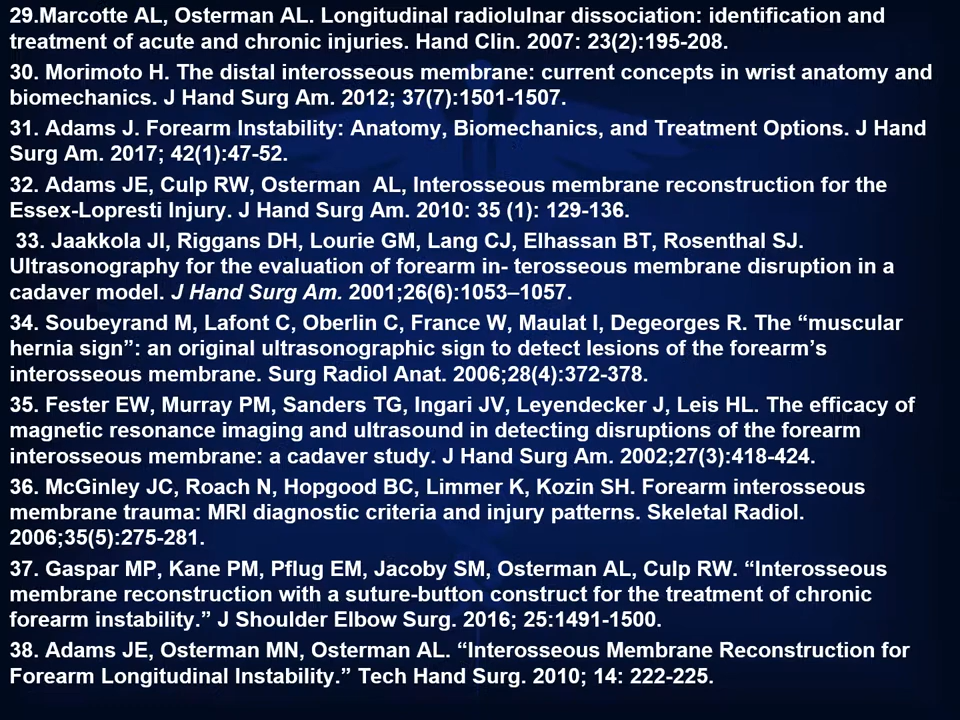 29.Marcotte AL, Osterman AL. Longitudinal radiolulnar dissociation: identification and
treatment of acute and chronic injuries. Hand Clin. 2007: 23(2):195-208.
30. Morimoto H. The distal interosseous membrane: current concepts in wrist anatomy and
biomechanics. J Hand Surg Am. 2012; 37(7):1501-1507.
31. Adams J. Forearm Instability: Anatomy, Biomechanics, and Treatment Options. J Hand
Surg Am. 2017; 42(1):47-52.
32. Adams JE, Culp RW, Osterman AL, Interosseous membrane reconstruction for the
Essex-Lopresti Injury. J Hand Surg Am. 2010: 35 (1): 129-136.
33. Jaakkola JI, Riggans DH, Lourie GM, Lang CJ, Elhassan BT, Rosenthal SJ.
Ultrasonography for the evaluation of forearm in- terosseous membrane disruption in a
cadaver model. J Hand Surg Am. 2001;26(6):1053–1057.
34. Soubeyrand M, Lafont C, Oberlin C, France W, Maulat I, Degeorges R. The “muscular
hernia sign”: an original ultrasonographic sign to detect lesions of the forearm’s
interosseous membrane. Surg Radiol Anat. 2006;28(4):372-378.
35. Fester EW, Murray PM, Sanders TG, Ingari JV, Leyendecker J, Leis HL. The efficacy of
magnetic resonance imaging and ultrasound in detecting disruptions of the forearm
interosseous membrane: a cadaver study. J Hand Surg Am. 2002;27(3):418-424.
36. McGinley JC, Roach N, Hopgood BC, Limmer K, Kozin SH. Forearm interosseous
membrane trauma: MRI diagnostic criteria and injury patterns. Skeletal Radiol.
2006;35(5):275-281.
37. Gaspar MP, Kane PM, Pflug EM, Jacoby SM, Osterman AL, Culp RW. “Interosseous
membrane reconstruction with a suture-button construct for the treatment of chronic
forearm instability.” J Shoulder Elbow Surg. 2016; 25:1491-1500.
38. Adams JE, Osterman MN, Osterman AL. “Interosseous Membrane Reconstruction for
Forearm Longitudinal Instability.” Tech Hand Surg. 2010; 14: 222-225.